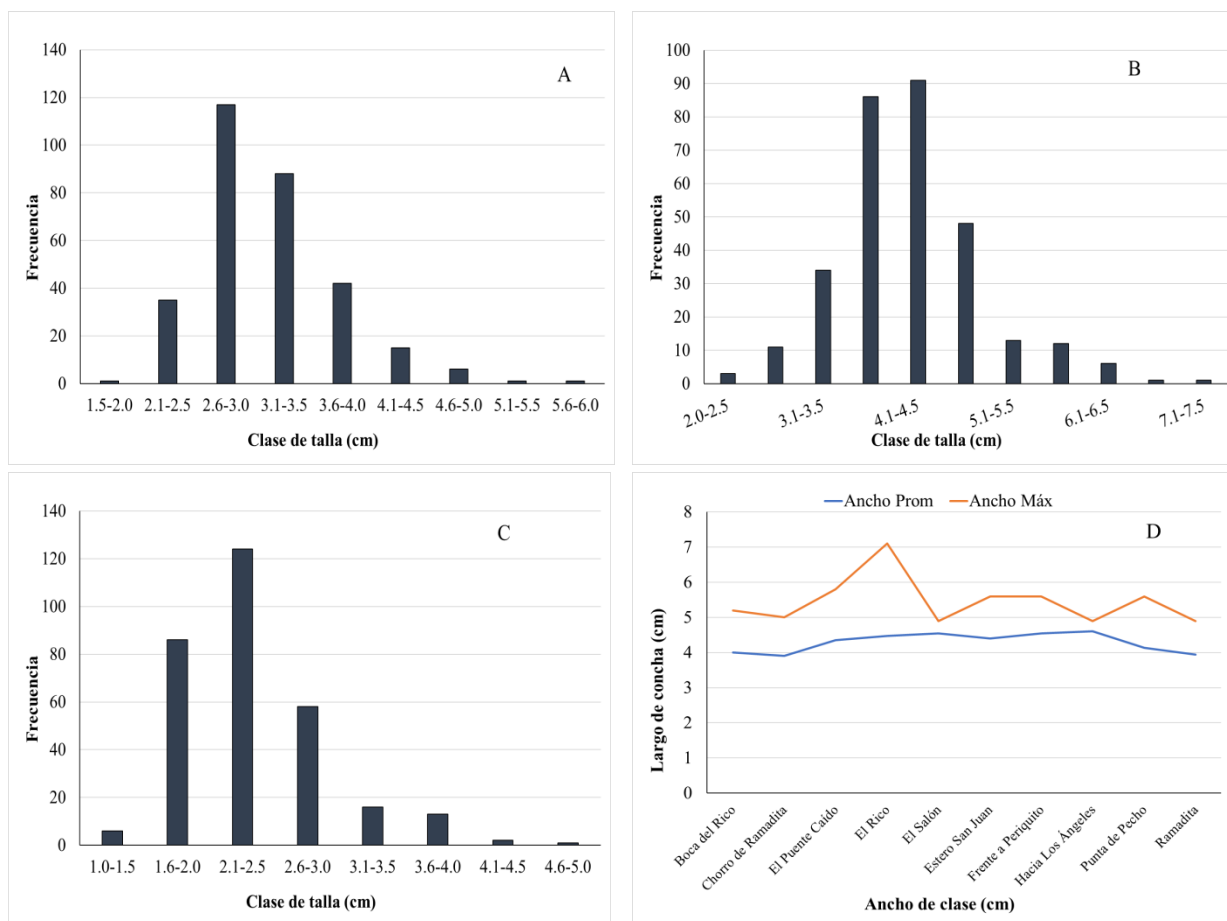 A
Frecuencia
140
120
100
80
60
40
20
0
1.5-2.0 2.1-2.5 2.6-3.0 3.1-3.5 3.6-4.0 4.1-4.5 4.6-5.0 5.1-5.5 5.6-6.0
Clase de talla (cm)
B
Frecuencia
100
90
80
70
60
50
40
30
20
10
0
2.0-2.5 3.1-3.5 4.1-4.5 5.1-5.5 6.1-6.5 7.1-7.5
Clase de talla (cm)
C
Frecuencia
140
120
100
80
60
40
20
0
1.0-1.5 1.6-2.0 2.1-2.5 2.6-3.0 3.1-3.5 3.6-4.0 4.1-4.5 4.6-5.0
Clase de talla (cm)
Ancho Prom Ancho Máx
D
Largo de concha (cm)
8
7
6
5
4
3
2
1
0
Boca del Rico
Chorro de Ramadita
El Puente Caído
El Rico
El Salón
Estero San Juan
Frente a Periquito
Hacia Los Ángeles
Punta de Pecho
Ramadita
Ancho de clase (cm)